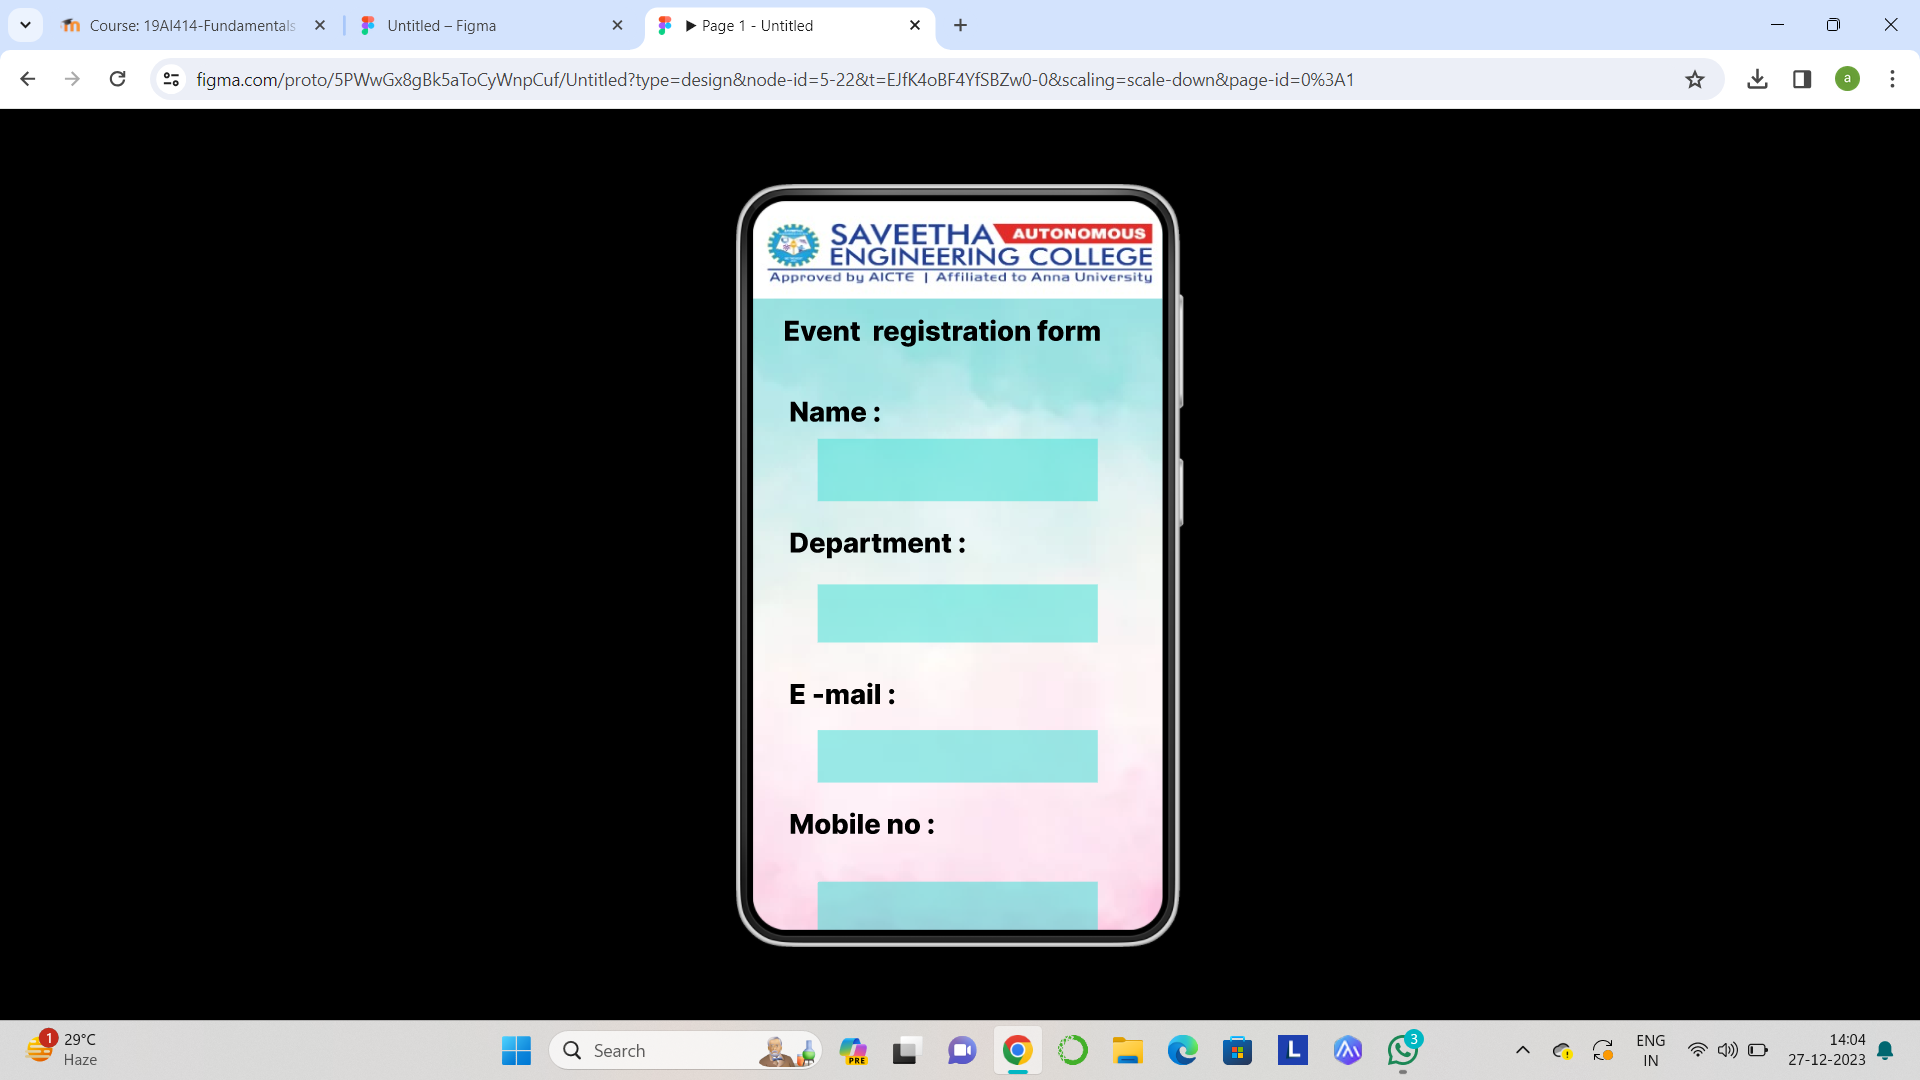 Course: 19AI414-Fundamentals
Untitled – Figma
▶ Page 1 - Untitled
figma.com/proto/5PWwGx8gBk5aToCyWnpCuf/Untitled?type=design&node-id=5-22&t=EJfK4oBF4YfSBZw0-0&scaling=scale-down&page-id=0%3A1
a
SAVEETHA AUTONOMOUS
ENGINEERING COLLEGE
Approved by AICTE | Affiliated to Anna University
Event registration form
Name :
Department :
E -mail :
Mobile no :
1
29°C
Haze
Search
PRE
L
3
ENG
IN
14:04
27-12-2023